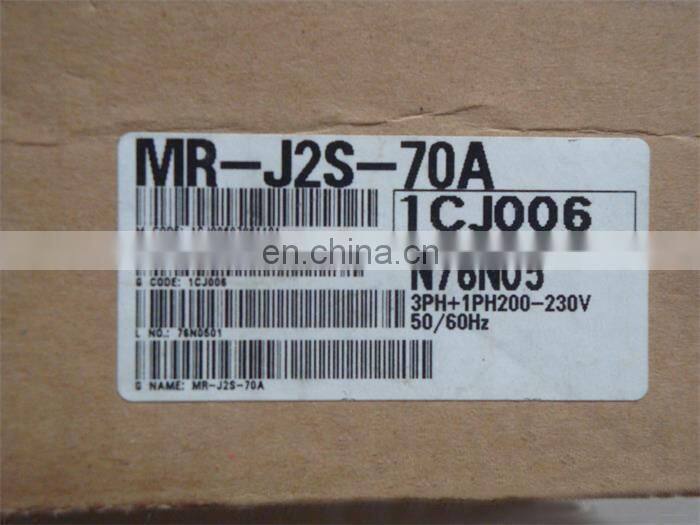 MR-J2S-70A
1CJ006
en.china.cn
N76N05
G CODE: 1CJ006
3PH+1PH200-230V
50/60Hz
L NO.: 76N0501
G NAME: MR-J2S-70A